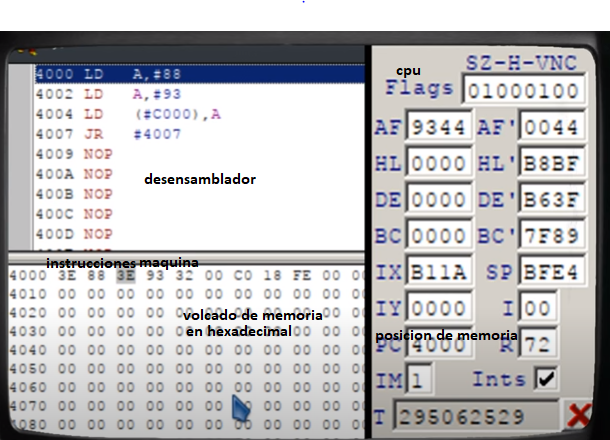 4000 LD A,#88
4002 LD A,#93
4004 LD (#C000),A
4007 JR #4007
4009 NOP
400A NOP
400B NOP
400C NOP
400D NOP
desensamblador
instrucciones maquina
4000 3E 88 3E 93 32 00 C0 18 FE 00 00
4010 00 00 00 00 00 00 00 00 00 00 00
4020 00 00 00 00 00 00 00 00 00 00 00
4030 00 00 00 00 00 00 00 00 00 00 00
4040 00 00 00 00 00 00 00 00 00 00 00
4050 00 00 00 00 00 00 00 00 00 00 00
4060 00 00 00 00 00 00 00 00 00 00 00
4070 00 00 00 00 00 00 00 00 00 00
4080 00 00 00 00 00 00 00 00 00 00 00
volcado de memoria
en hexadecimal
SZ-H-VNC
cpu
Flags 01000100
AF 9344 AF' 0044
HL 0000 HL' B8BF
DE 0000 DE' B63F
BC 0000 BC' 7F89
IX B11A SP BFE4
IY 0000 I 00
posicion de memoria
PC 4000 R 72
IM 1 Ints
T 295062529